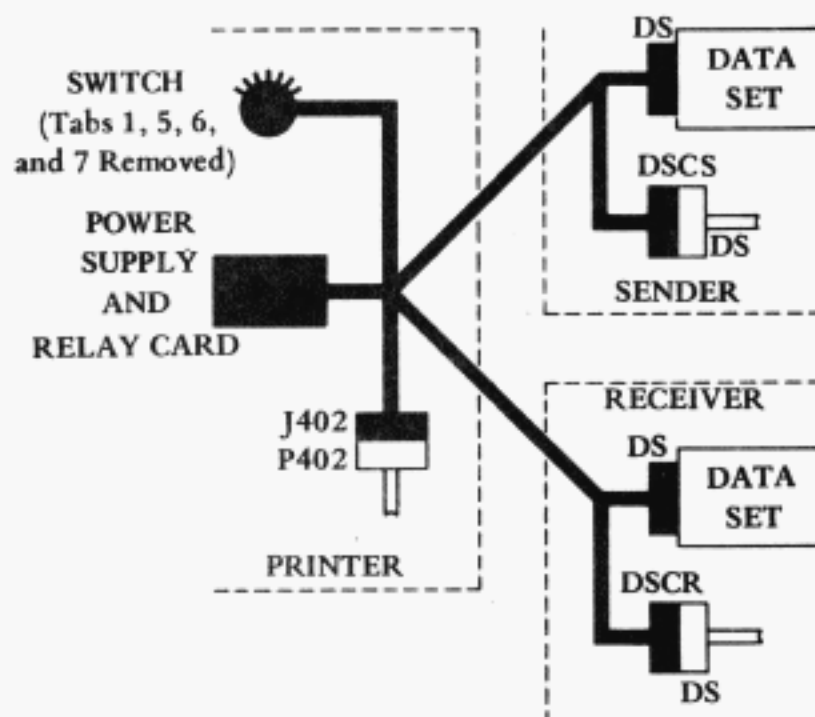 SWITCH
(Tabs 1, 5, 6,
and 7 Removed)
POWER
SUPPLY
AND
RELAY CARD
J402
P402
PRINTER
DS
DATA
SET
DSCS
DS
SENDER
RECEIVER
DS
DATA
SET
DSCR
DS